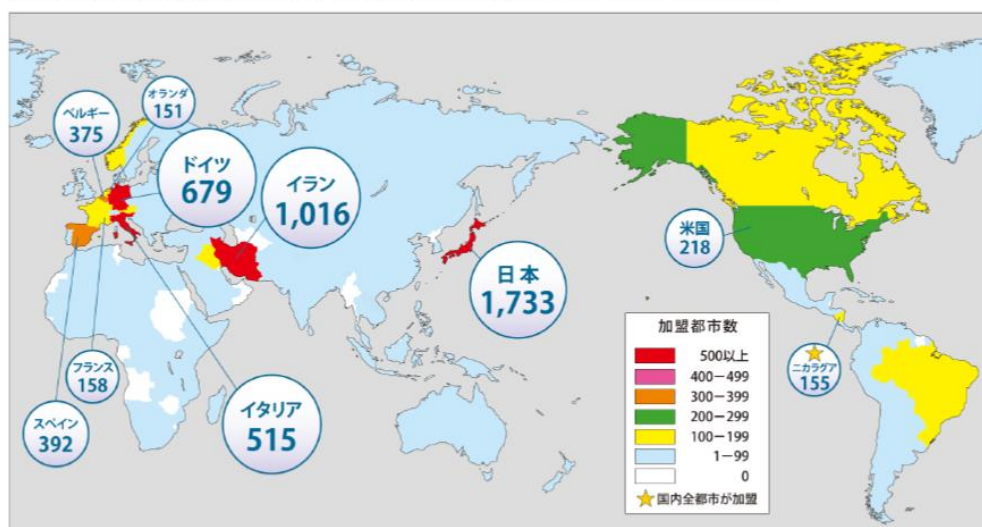 オランダ
151
ベルギー
375
ドイツ
679
イラン
1,016
日本
1,733
米国
218
ニカラグア
155
フランス
158
スペイン
392
イタリア
515
加盟都市数
500以上
400－499
300－399
200－299
100－199
1－99
0
国内全都市が加盟